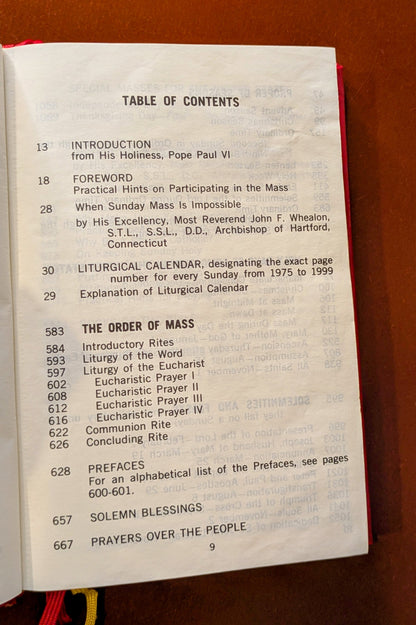 TABLE OF CONTENTS
13 INTRODUCTION
from His Holiness, Pope Paul VI
18 FOREWORD
Practical Hints on Participating in the Mass
28 When Sunday Mass Is Impossible
by His Excellency, Most Reverend John F. Whealon,
S.T.L., S.S.L., D.D., Archbishop of Hartford,
Connecticut
30 LITURGICAL CALENDAR, designating the exact page
number for every Sunday from 1975 to 1999
29 Explanation of Liturgical Calendar
583 THE ORDER OF MASS
584 Introductory Rites
593 Liturgy of the Word
597 Liturgy of the Eucharist
602 Eucharistic Prayer I
608 Eucharistic Prayer II
612 Eucharistic Prayer III
616 Eucharistic Prayer IV
622 Communion Rite
626 Concluding Rite
628 PREFACES
For an alphabetical list of the Prefaces, see pages
600-601.
657 SOLEMN BLESSINGS
667 PRAYERS OVER THE PEOPLE
9